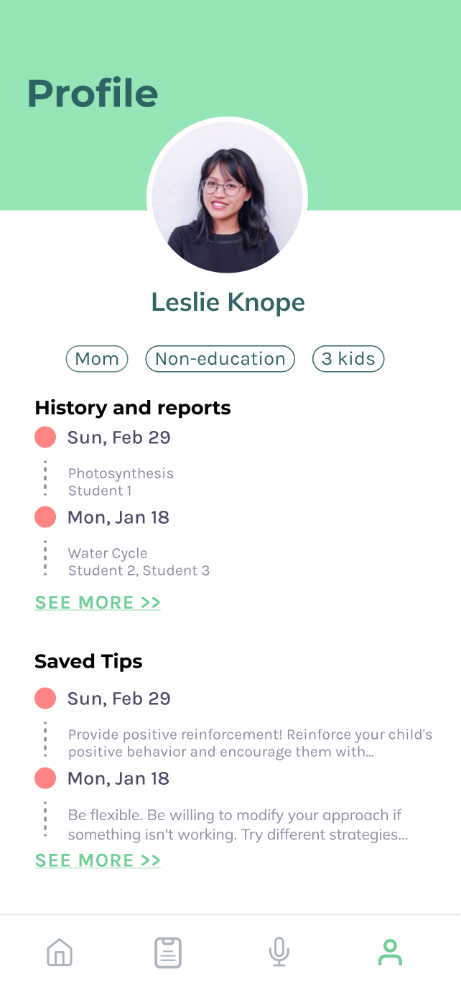 Profile
Leslie Knope
Mom Non-education 3 kids
History and reports
Sun, Feb 29
Photosynthesis
Student 1
Mon, Jan 18
Water Cycle
Student 2, Student 3
SEE MORE >>
Saved Tips
Sun, Feb 29
Provide positive reinforcement! Reinforce your child's
positive behavior and encourage them with...
Mon, Jan 18
Be flexible. Be willing to modify your approach if
something isn't working. Try different strategies...
SEE MORE >>